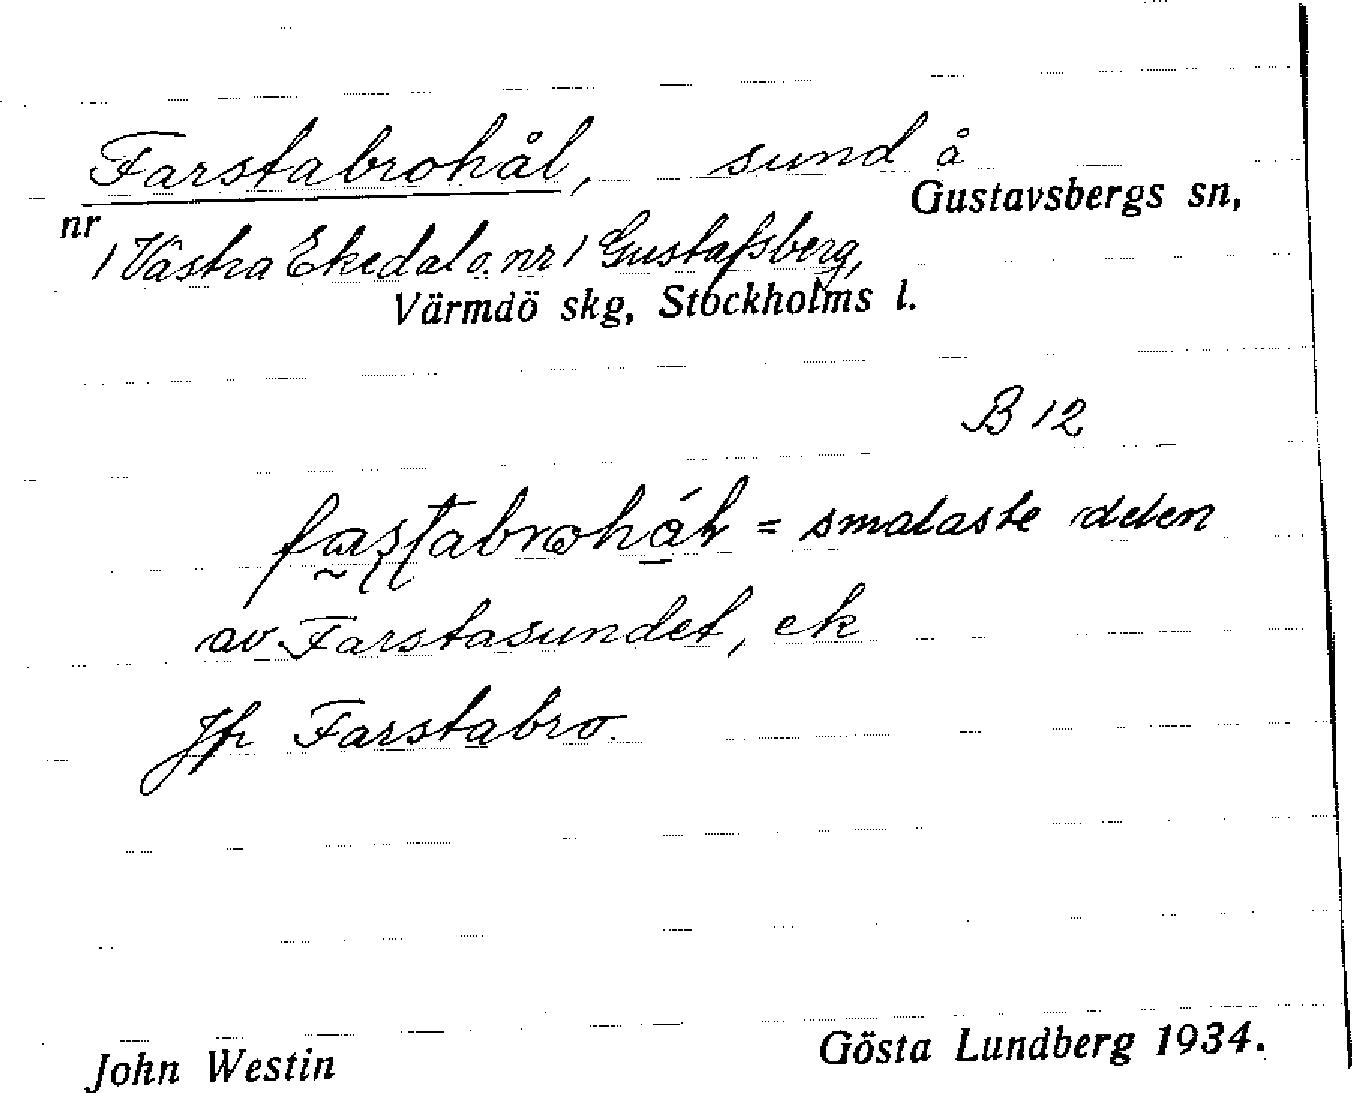 Farstabrohål, sund å
Gustavsbergs sn,
nr 1 Västra Ekedal o. nr 1 Gustafsberg,
Värmdö skg, Stockholms l.
B 12
= smalaste delen
av Farstasundet, ek
Jfr Farstabro.
John Westin
Gösta Lundberg 1934.